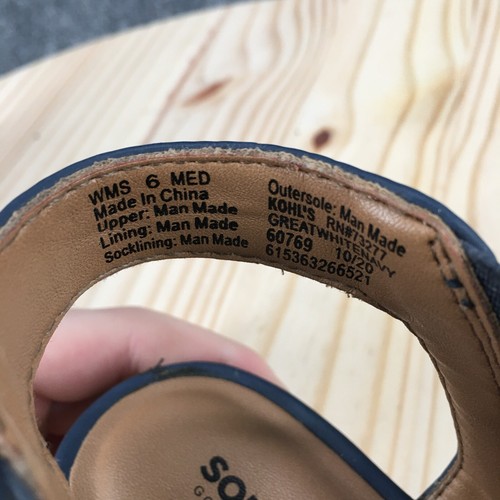 WMS 6 MED
Made In China
Upper: Man Made
Lining: Man Made
Socklining: Man Made
Outersole: Man Made
KOHL'S RN#73277
GREATWHITENAVY
60769 10/20
615363266521
SO